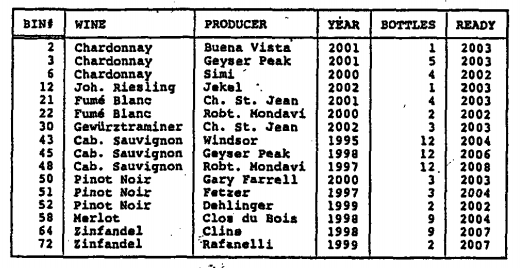 BIN# WINE PRODUCER YEAR BOTTLES READY
2 Chardonnay Buena Vista 2001 1 2003
3 Chardonnay Geyser Peak 2001 5 2003
6 Chardonnay Simi 2000 4 2002
12 Joh. Riesling Jekel 2002 1 2003
21 Fumé Blanc Ch. St. Jean 2001 4 2003
22 Fumé Blanc Robt. Mondavi 2000 2 2002
30 Gewürztraminer Ch. St. Jean 2002 3 2003
43 Cab. Sauvignon Windsor 1995 12 2004
45 Cab. Sauvignon Geyser Peak 1998 12 2006
48 Cab. Sauvignon Robt. Mondavi 1997 12 2008
50 Pinot Noir Gary Farrell 2000 3 2003
51 Pinot Noir Fetzer 1997 3 2004
52 Pinot Noir Dehlinger 1999 2 2002
58 Merlot Clos du Bois 1998 9 2004
64 Zinfandel Cline 1998 9 2007
72 Zinfandel Rafanelli 1999 2 2007